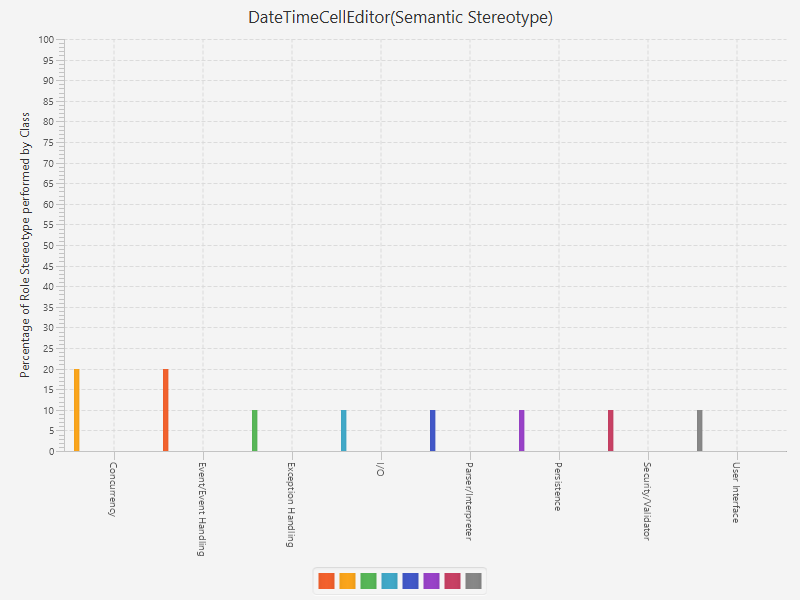 DateTimeCellEditor(Semantic Stereotype)
Percentage of Role Stereotype performed by Class
100
95
90
85
80
75
70
65
60
55
50
45
40
35
30
25
20
15
10
5
0
Concurrency
Event/Event Handling
Exception Handling
I/O
Parser/Interpreter
Persistence
Security/Validator
User Interface